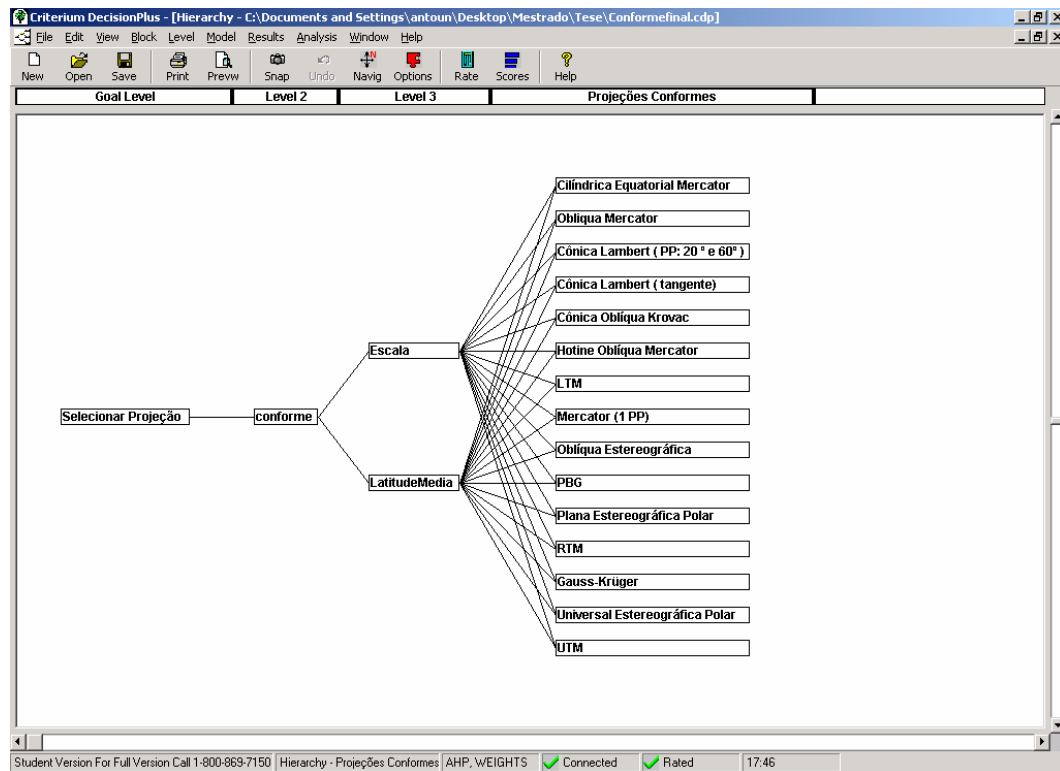 Criterium DecisionPlus - [Hierarchy - C:\Documents and Settings\antoun\Desktop\Mestrado\Tese\Conformefinal.cdp]
File Edit View Block Level Model Results Analysis Window Help
New Open Save Print Prevw Snap Undo Navig Options Rate Scores Help
Goal Level Level 2 Level 3 Projeções Conformes
Cilíndrica Equatorial Mercator
Obliqua Mercator
Cônica Lambert ( PP: 20 º e 60º )
Cônica Lambert ( tangente)
Cônica Oblíqua Krovac
Hotine Oblíqua Mercator
Escala
LTM
Mercator (1 PP)
Selecionar Projeção
conforme
Oblíqua Estereográfica
PBG
LatitudeMedia
Plana Estereográfica Polar
RTM
Gauss-Krüger
Universal Estereográfica Polar
UTM
Student Version For Full Version Call 1-800-869-7150 Hierarchy - Projeções Conformes AHP, WEIGHTS Connected Rated 17:46